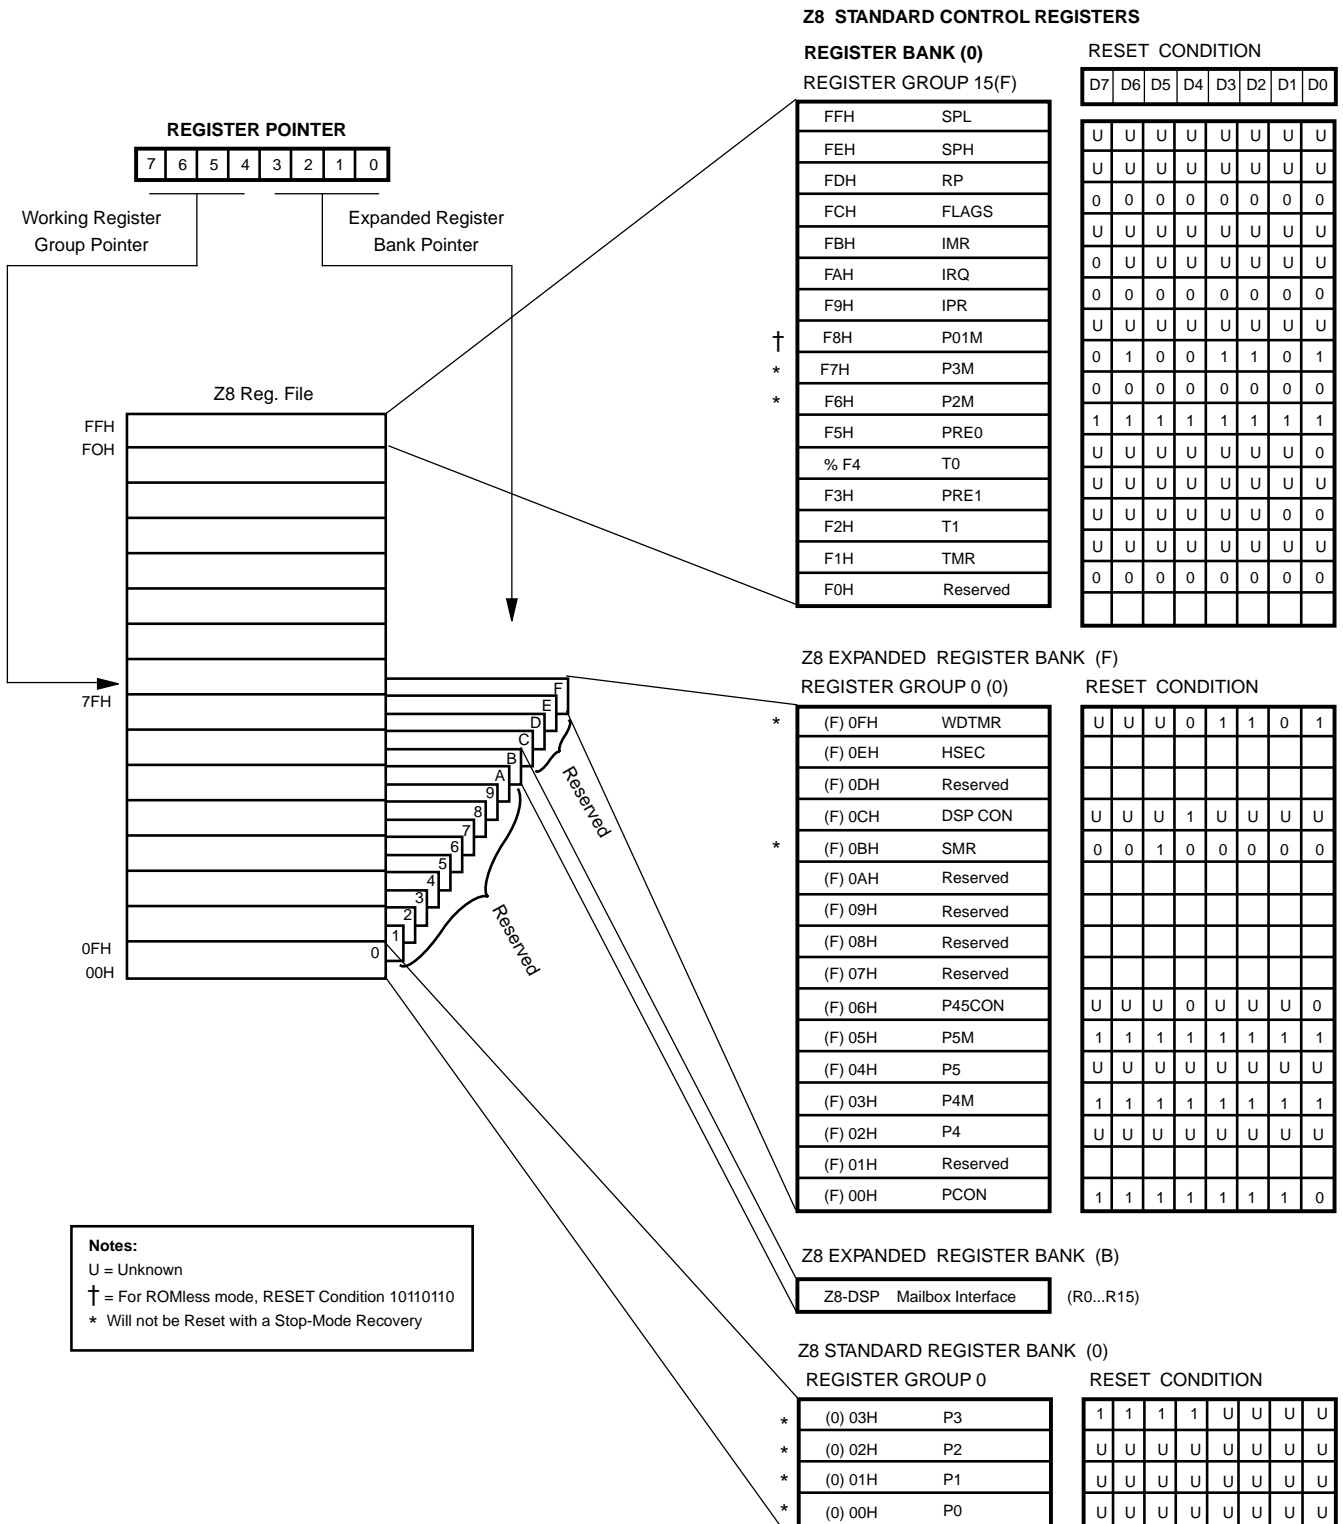 Z8 STANDARD CONTROL REGISTERS
REGISTER BANK (0)
RESET CONDITION
REGISTER GROUP 15(F)
D7 D6 D5 D4 D3 D2 D1 D0
REGISTER POINTER
7 6 5 4 3 2 1 0
Working Register
Group Pointer
Expanded Register
Bank Pointer
FFH SPL
FEH SPH
FDH RP
FCH FLAGS
FBH IMR
FAH IRQ
F9H IPR
† F8H P01M
* F7H P3M
* F6H P2M
F5H PRE0
% F4 T0
F3H PRE1
F2H T1
F1H TMR
F0H Reserved
U U U U U U U U
U U U U U U U U
0 0 0 0 0 0 0 0
U U U U U U U U
0 U U U U U U U
0 0 0 0 0 0 0 0
U U U U U U U U
0 1 0 0 1 1 0 1
0 0 0 0 0 0 0 0
1 1 1 1 1 1 1 1
U U U U U U U 0
U U U U U U U U
U U U U U U 0 0
U U U U U U U U
0 0 0 0 0 0 0 0
Z8 Reg. File
FFH
FOH
7FH
0FH
00H
F
E
D
C
B
A
9
8
7
6
5
4
3
2
1
0
Reserved
Reserved
Z8 EXPANDED REGISTER BANK (F)
REGISTER GROUP 0 (0)
RESET CONDITION
* (F) 0FH WDTMR U U U 0 1 1 0 1
(F) 0EH HSEC
(F) 0DH Reserved
(F) 0CH DSP CON U U U 1 U U U U
* (F) 0BH SMR 0 0 1 0 0 0 0 0
(F) 0AH Reserved
(F) 09H Reserved
(F) 08H Reserved
(F) 07H Reserved
(F) 06H P45CON U U U 0 U U U 0
(F) 05H P5M 1 1 1 1 1 1 1 1
(F) 04H P5 U U U U U U U U
(F) 03H P4M 1 1 1 1 1 1 1 1
(F) 02H P4 U U U U U U U U
(F) 01H Reserved
(F) 00H PCON 1 1 1 1 1 1 1 0
Notes:
U = Unknown
† = For ROMless mode, RESET Condition 10110110
* Will not be Reset with a Stop-Mode Recovery
Z8 EXPANDED REGISTER BANK (B)
Z8-DSP Mailbox Interface (R0...R15)
Z8 STANDARD REGISTER BANK (0)
REGISTER GROUP 0
RESET CONDITION
* (0) 03H P3 1 1 1 1 U U U U
* (0) 02H P2 U U U U U U U U
* (0) 01H P1 U U U U U U U U
* (0) 00H P0 U U U U U U U U